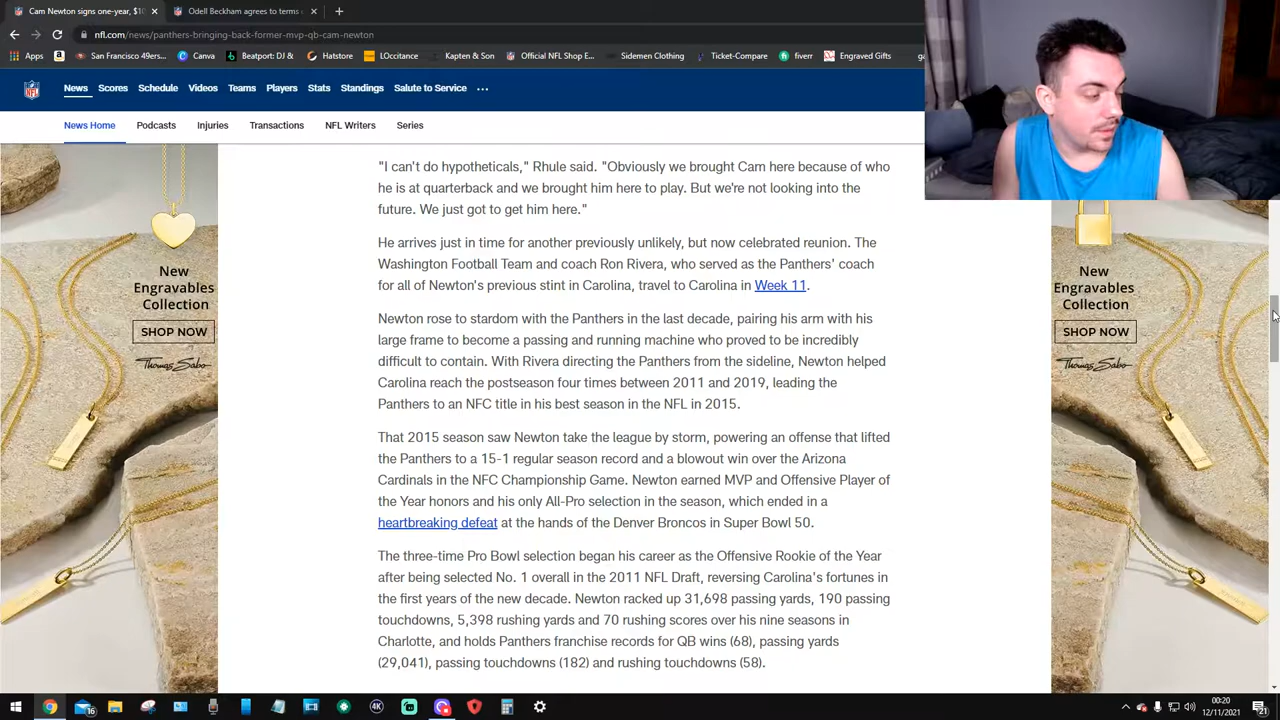 Cam Newton signs one-year, $10
Odell Beckham agrees to terms
nfl.com/news/panthers-bringing-back-former-mvp-qb-cam-newton
Apps San Francisco 49ers... Canva Beatport: DJ & Hatstore LOccitance Kapten & Son Official NFL Shop E... Sidemen Clothing Ticket-Compare fiverr Engraved Gifts
News Scores Schedule Videos Teams Players Stats Standings Salute to Service
News Home Podcasts Injuries Transactions NFL Writers Series
"I can't do hypotheticals," Rhule said. "Obviously we brought Cam here because of who
he is at quarterback and we brought him here to play. But we're not looking into the
future. We just got to get him here."
He arrives just in time for another previously unlikely, but now celebrated reunion. The
Washington Football Team and coach Ron Rivera, who served as the Panthers' coach
for all of Newton's previous stint in Carolina, travel to Carolina in Week 11.
Newton rose to stardom with the Panthers in the last decade, pairing his arm with his
large frame to become a passing and running machine who proved to be incredibly
difficult to contain. With Rivera directing the Panthers from the sideline, Newton helped
Carolina reach the postseason four times between 2011 and 2019, leading the
Panthers to an NFC title in his best season in the NFL in 2015.
That 2015 season saw Newton take the league by storm, powering an offense that lifted
the Panthers to a 15-1 regular season record and a blowout win over the Arizona
Cardinals in the NFC Championship Game. Newton earned MVP and Offensive Player of
the Year honors and his only All-Pro selection in the season, which ended in a
heartbreaking defeat at the hands of the Denver Broncos in Super Bowl 50.
The three-time Pro Bowl selection began his career as the Offensive Rookie of the Year
after being selected No. 1 overall in the 2011 NFL Draft, reversing Carolina's fortunes in
the first years of the new decade. Newton racked up 31,698 passing yards, 190 passing
touchdowns, 5,398 rushing yards and 70 rushing scores over his nine seasons in
Charlotte, and holds Panthers franchise records for QB wins (68), passing yards
(29,041), passing touchdowns (182) and rushing touchdowns (58).
New
Engravables
Collection
SHOP NOW
Thomas Sabo
New
Engravables
Collection
SHOP NOW
Thomas Sabo
16
4K
00:20
12/11/2021
21